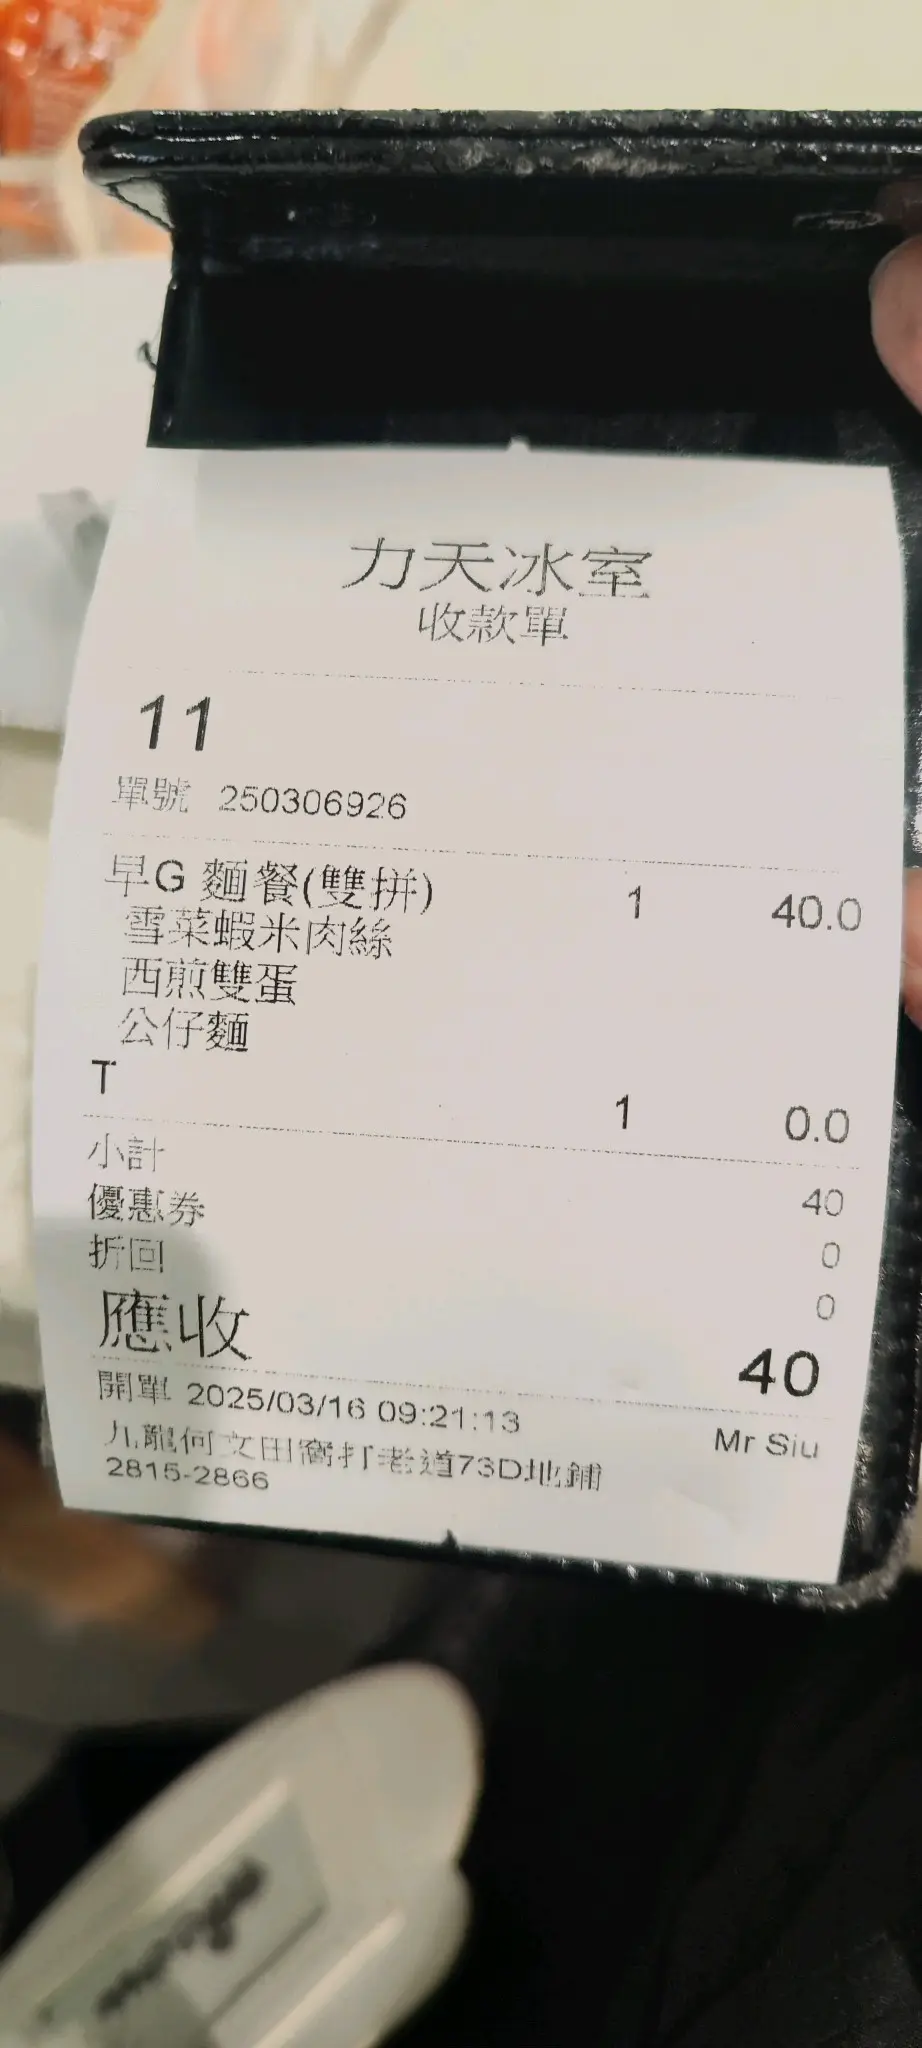 力天冰室
收款單
11
單號 250306926
早G 麵餐(雙拼) 1 40.0
雪菜蝦米肉絲
西煎雙蛋
公仔麵
T 1 0.0
小計 40
優惠券 0
折回 0
應收 40
開單 2025/03/16 09:21:13 Mr Siu
九龍何文田窩打老道73D地鋪
2815-2866